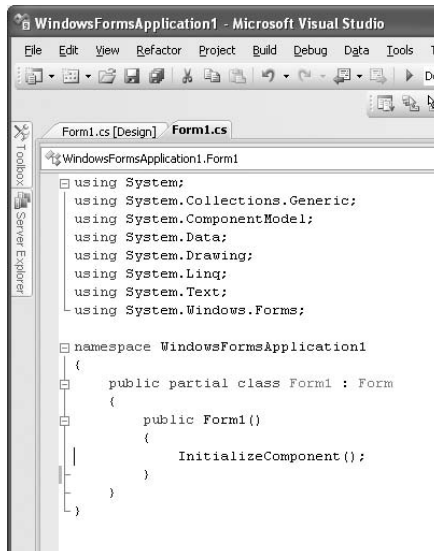 WindowsFormsApplication1 - Microsoft Visual Studio
File Edit View Refactor Project Build Debug Data Tools
Form1.cs [Design] Form1.cs
Toolbox
Server Explorer
WindowsFormsApplication1.Form1
using System;
using System.Collections.Generic;
using System.ComponentModel;
using System.Data;
using System.Drawing;
using System.Linq;
using System.Text;
using System.Windows.Forms;
namespace WindowsFormsApplication1
{
public partial class Form1 : Form
{
public Form1()
{
InitializeComponent();
}
}
}